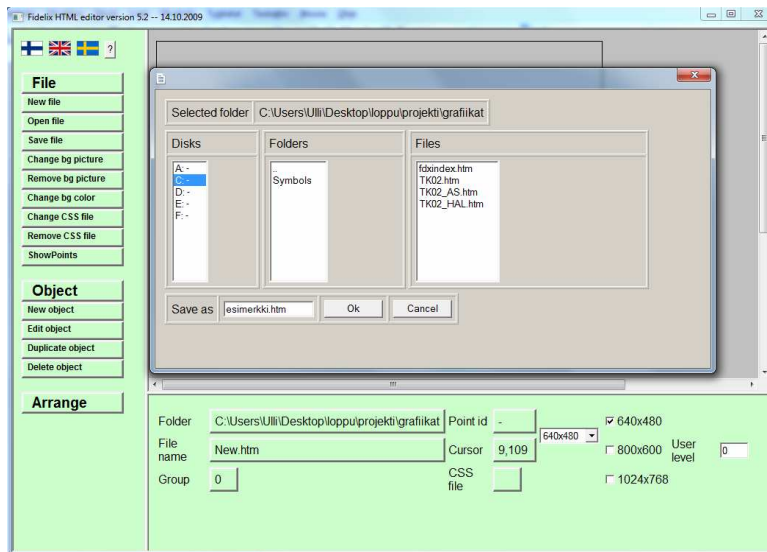 Fidelix HTML editor version 5.2 -- 14.10.2009
?
File
New file
Open file
Save file
Change bg picture
Remove bg picture
Change bg color
Change CSS file
Remove CSS file
ShowPoints
Object
New object
Edit object
Duplicate object
Delete object
Arrange
Selected folder C:\Users\Ulli\Desktop\loppu\projekti\grafiikat
Disks
A: -
C: -
D: -
E: -
F: -
Folders
..
Symbols
Files
fdxindex.htm
TK02.htm
TK02_AS.htm
TK02_HAL.htm
Save as esimerkki.htm Ok Cancel
Folder C:\Users\Ulli\Desktop\loppu\projekti\grafiikat Point id - 640x480 640x480
File name New.htm Cursor 9,109 800x600 User level 0
Group 0 CSS file 1024x768